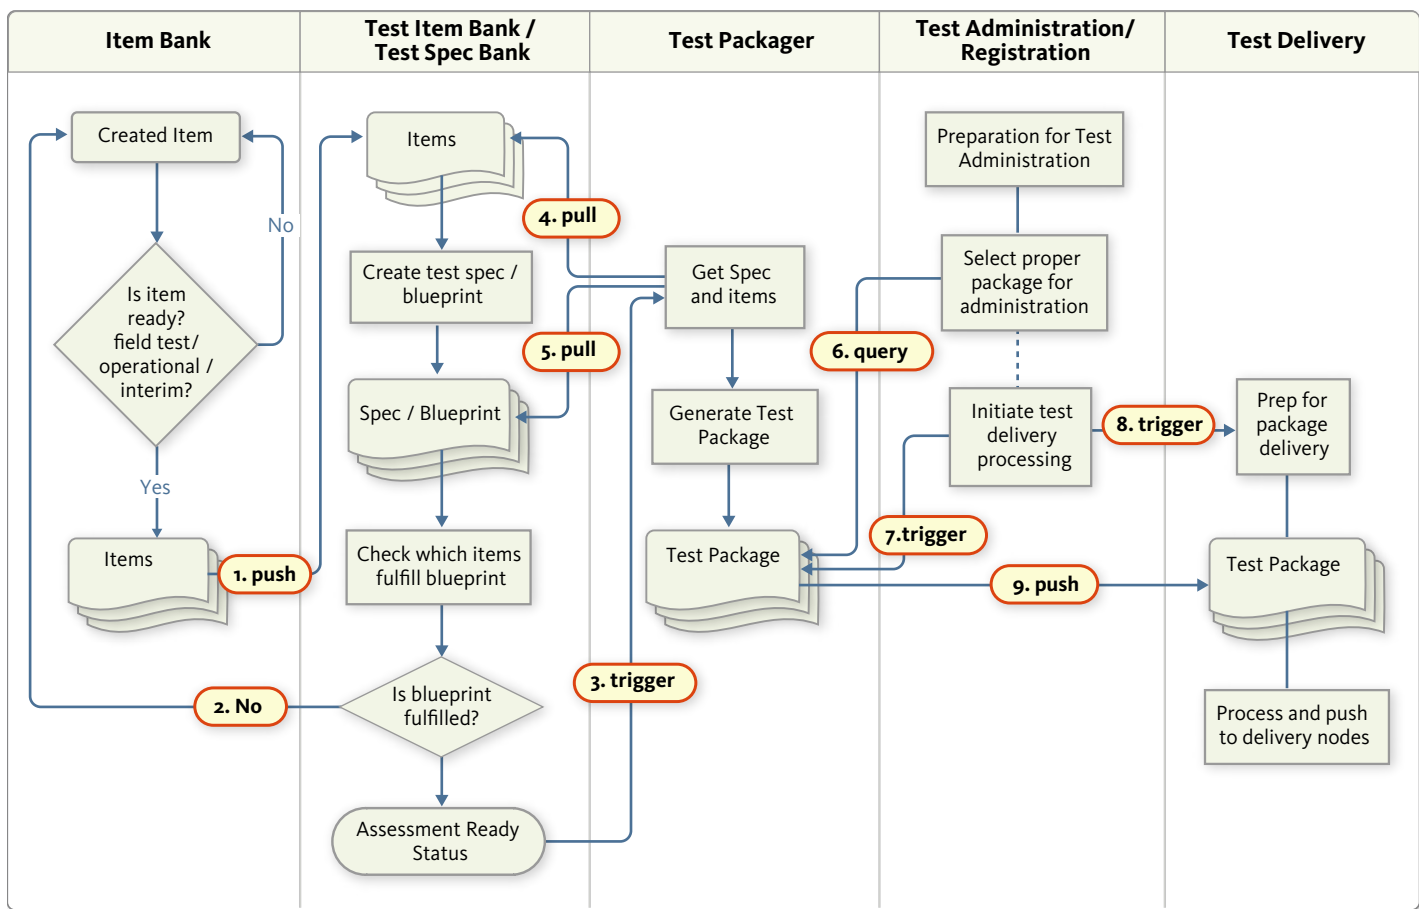 Item Bank
Test Item Bank /
Test Spec Bank
Test Packager
Test Administration/
Registration
Test Delivery
Created Item
No
Is item
ready?
field test/
operational /
interim?
Yes
Items
1. push
2. No
Items
Create test spec /
blueprint
Spec / Blueprint
Check which items
fulfill blueprint
Is blueprint
fulfilled?
Assessment Ready
Status
3. trigger
4. pull
5. pull
Get Spec
and items
Generate Test
Package
Test Package
Preparation for Test
Administration
Select proper
package for
administration
6. query
Initiate test
delivery
processing
7.trigger
8. trigger
9. push
Prep for
package
delivery
Test Package
Process and push
to delivery nodes